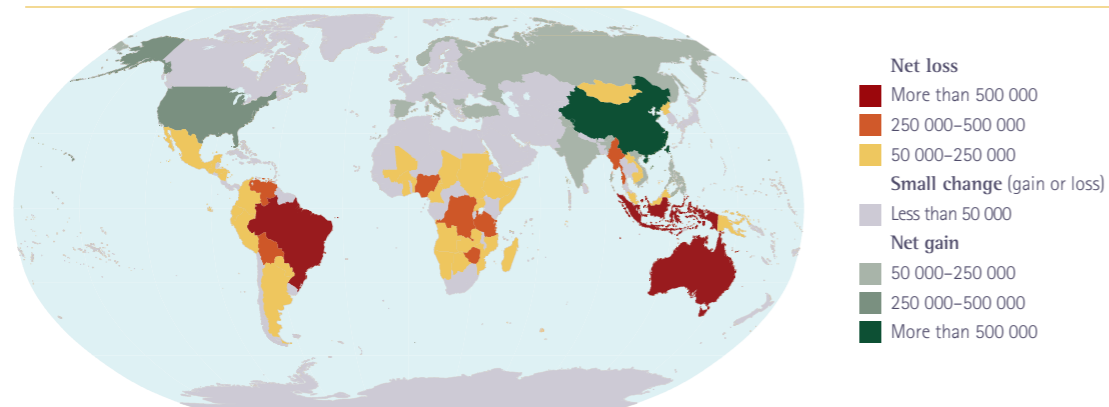 Net loss
More than 500 000
250 000–500 000
50 000–250 000
Small change (gain or loss)
Less than 50 000
Net gain
50 000–250 000
250 000–500 000
More than 500 000